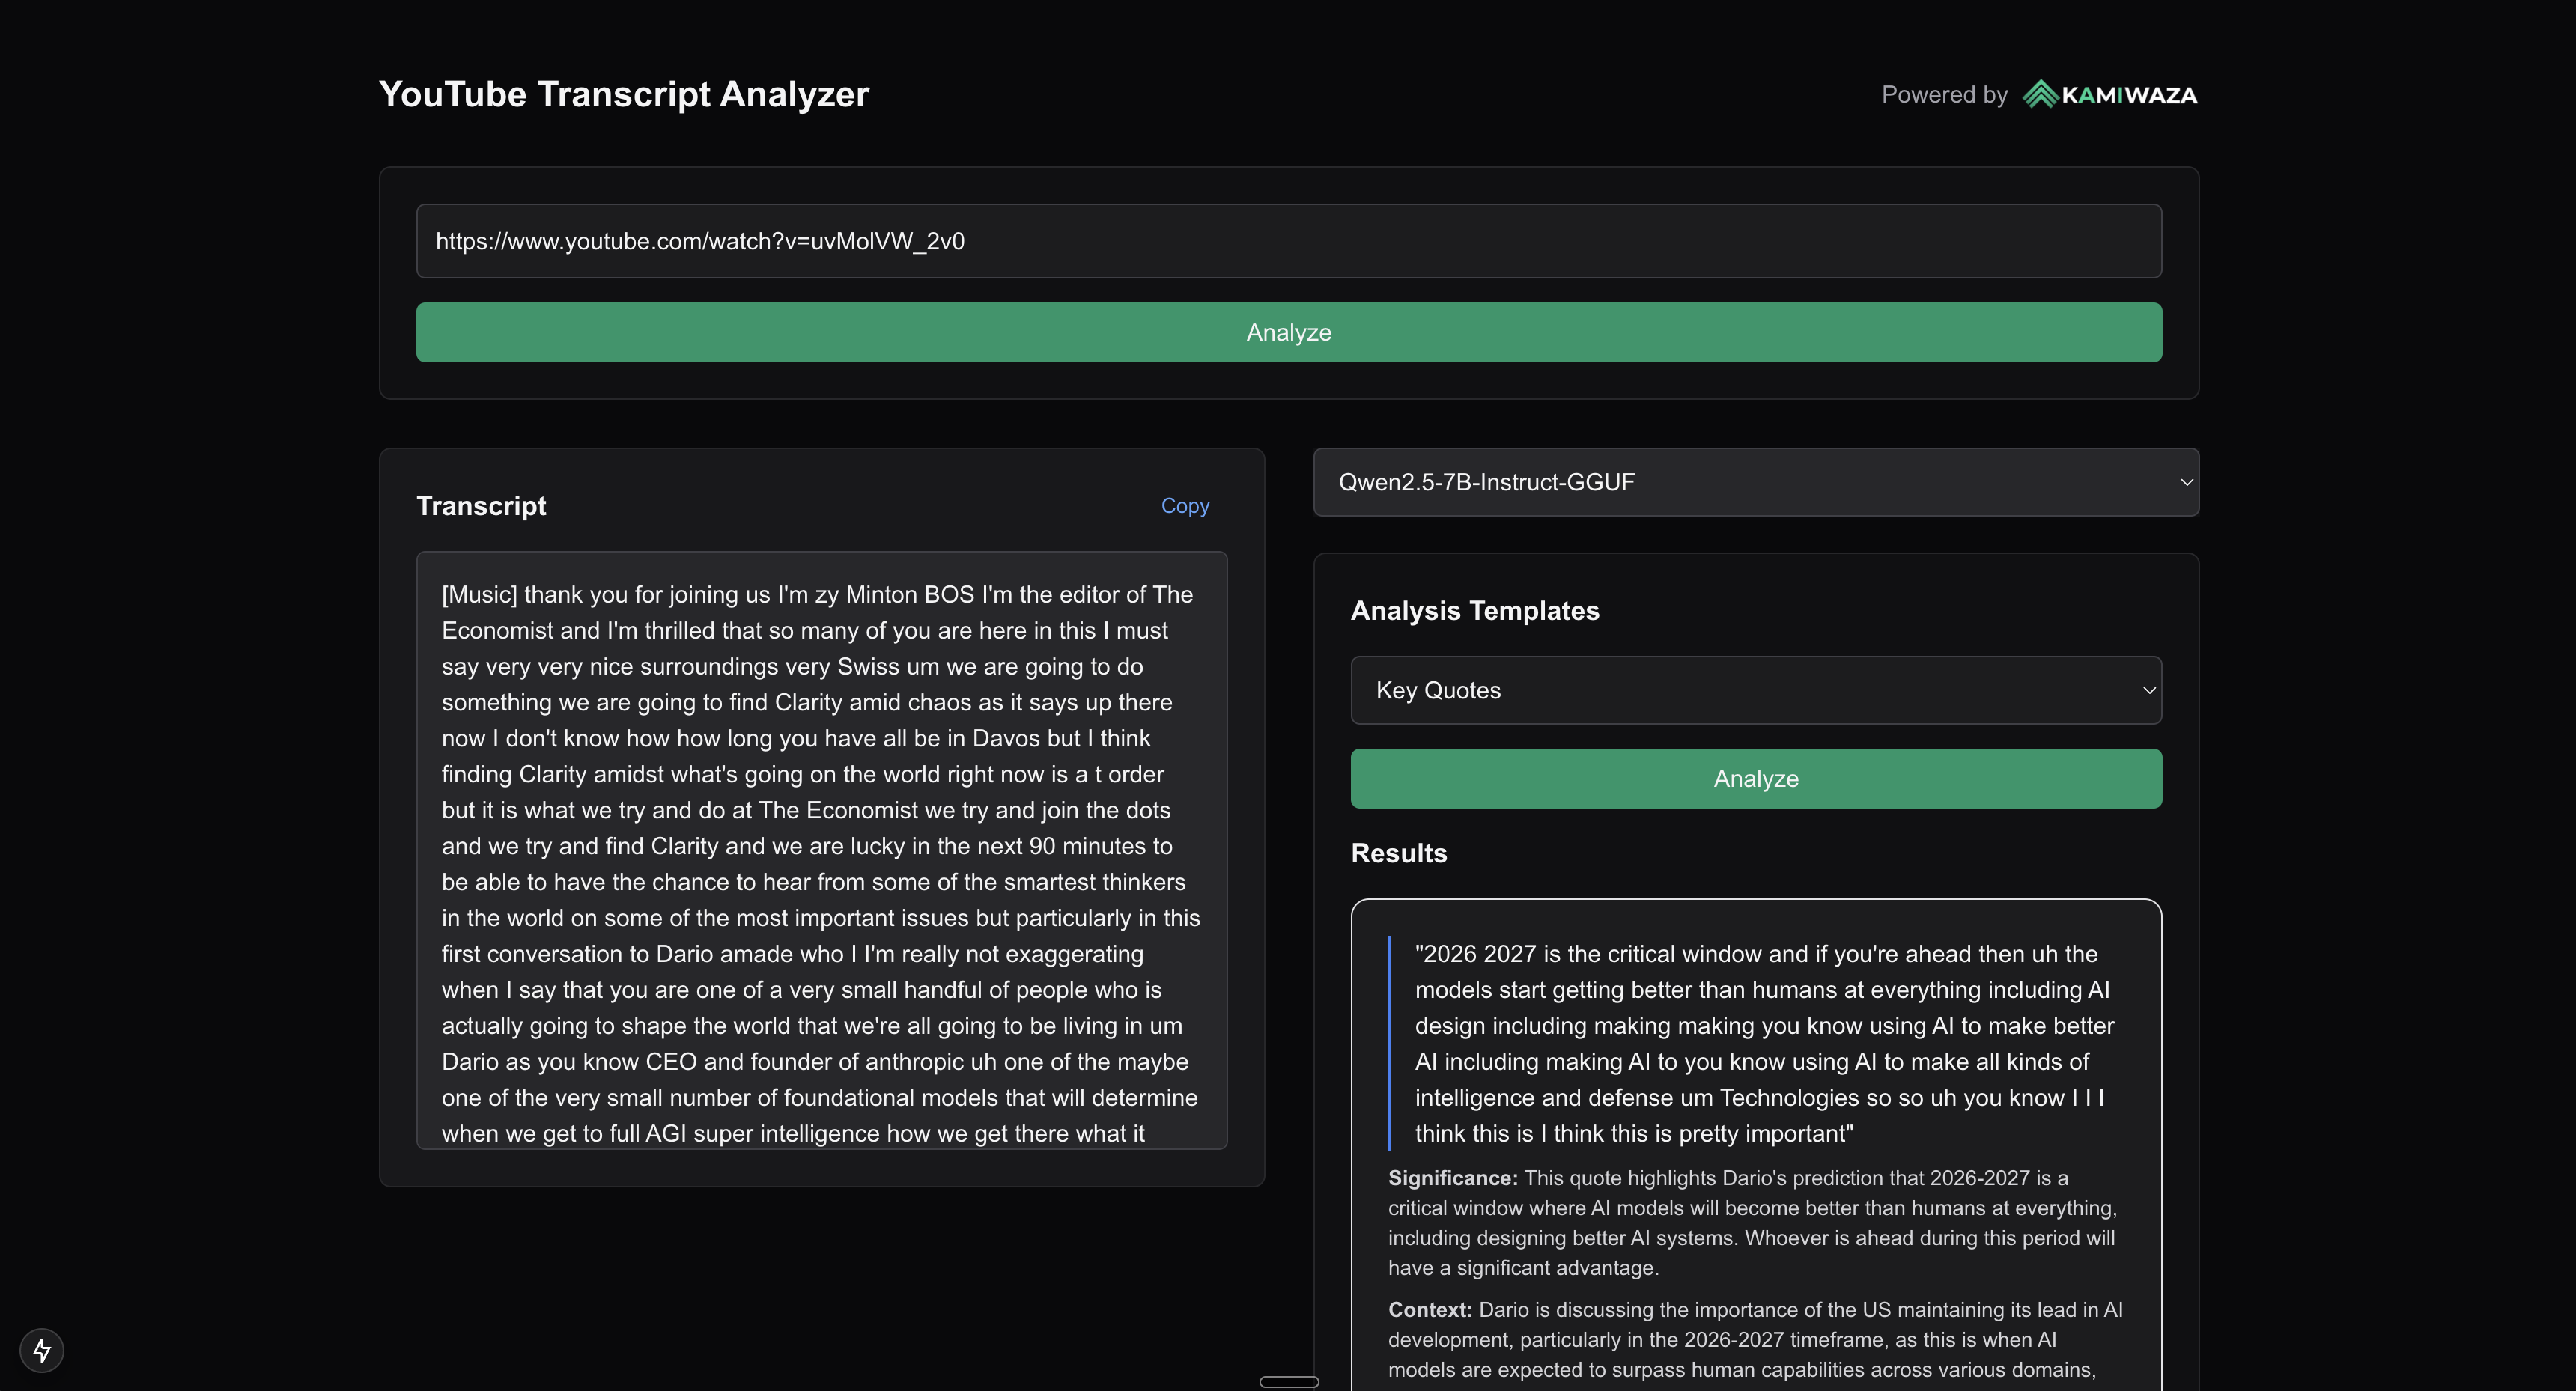 YouTube Transcript Analyzer
Powered by KAMIWAZA
https://www.youtube.com/watch?v=uvMolVW_2v0
Analyze
Transcript
Copy
[Music] thank you for joining us I'm zy Minton BOS I'm the editor of The
Economist and I'm thrilled that so many of you are here in this I must
say very very nice surroundings very Swiss um we are going to do
something we are going to find Clarity amid chaos as it says up there
now I don't know how how long you have all be in Davos but I think
finding Clarity amidst what's going on the world right now is a t order
but it is what we try and do at The Economist we try and join the dots
and we try and find Clarity and we are lucky in the next 90 minutes to
be able to have the chance to hear from some of the smartest thinkers
in the world on some of the most important issues but particularly in this
first conversation to Dario amade who I I'm really not exaggerating
when I say that you are one of a very small handful of people who is
actually going to shape the world that we're all going to be living in um
Dario as you know CEO and founder of anthropic uh one of the maybe
one of the very small number of foundational models that will determine
when we get to full AGI super intelligence how we get there what it
Qwen2.5-7B-Instruct-GGUF
Analysis Templates
Key Quotes
Analyze
Results
"2026 2027 is the critical window and if you're ahead then uh the
models start getting better than humans at everything including AI
design including making making you know using AI to make better
AI including making AI to you know using AI to make all kinds of
intelligence and defense um Technologies so so uh you know I I I
think this is I think this is pretty important"
Significance: This quote highlights Dario's prediction that 2026-2027 is a
critical window where AI models will become better than humans at everything,
including designing better AI systems. Whoever is ahead during this period will
have a significant advantage.
Context: Dario is discussing the importance of the US maintaining its lead in AI
development, particularly in the 2026-2027 timeframe, as this is when AI
models are expected to surpass human capabilities across various domains,